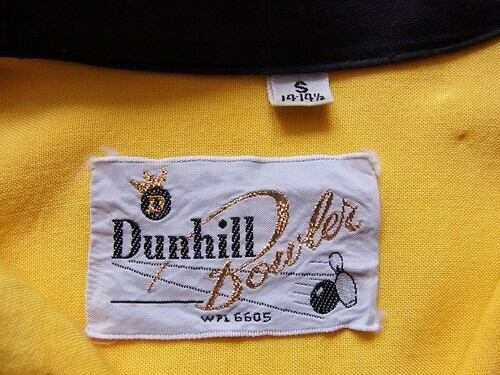 S
14-14½
D
Dunhill
Bowler
WPL 6605